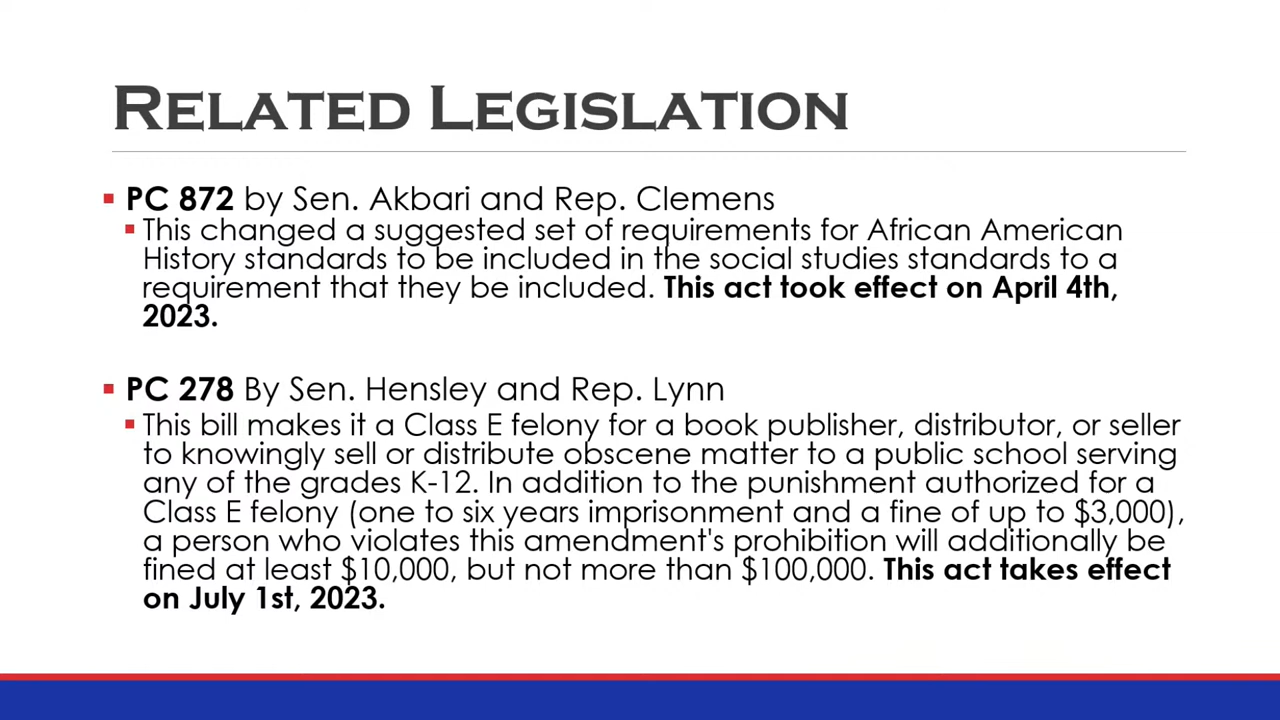 RELATED LEGISLATION
▪ PC 872 by Sen. Akbari and Rep. Clemens
▪ This changed a suggested set of requirements for African American
History standards to be included in the social studies standards to a
requirement that they be included. This act took effect on April 4th,
2023.
▪ PC 278 By Sen. Hensley and Rep. Lynn
▪ This bill makes it a Class E felony for a book publisher, distributor, or seller
to knowingly sell or distribute obscene matter to a public school serving
any of the grades K-12. In addition to the punishment authorized for a
Class E felony (one to six years imprisonment and a fine of up to $3,000),
a person who violates this amendment's prohibition will additionally be
fined at least $10,000, but not more than $100,000. This act takes effect
on July 1st, 2023.